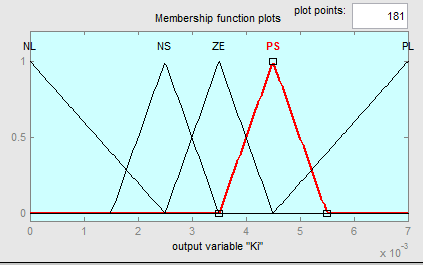 Membership function plots
plot points:
181
NL NS ZE PS PL
1
0.5
0
0 1 2 3 4 5 6 7
x 10⁻³
output variable "Ki"